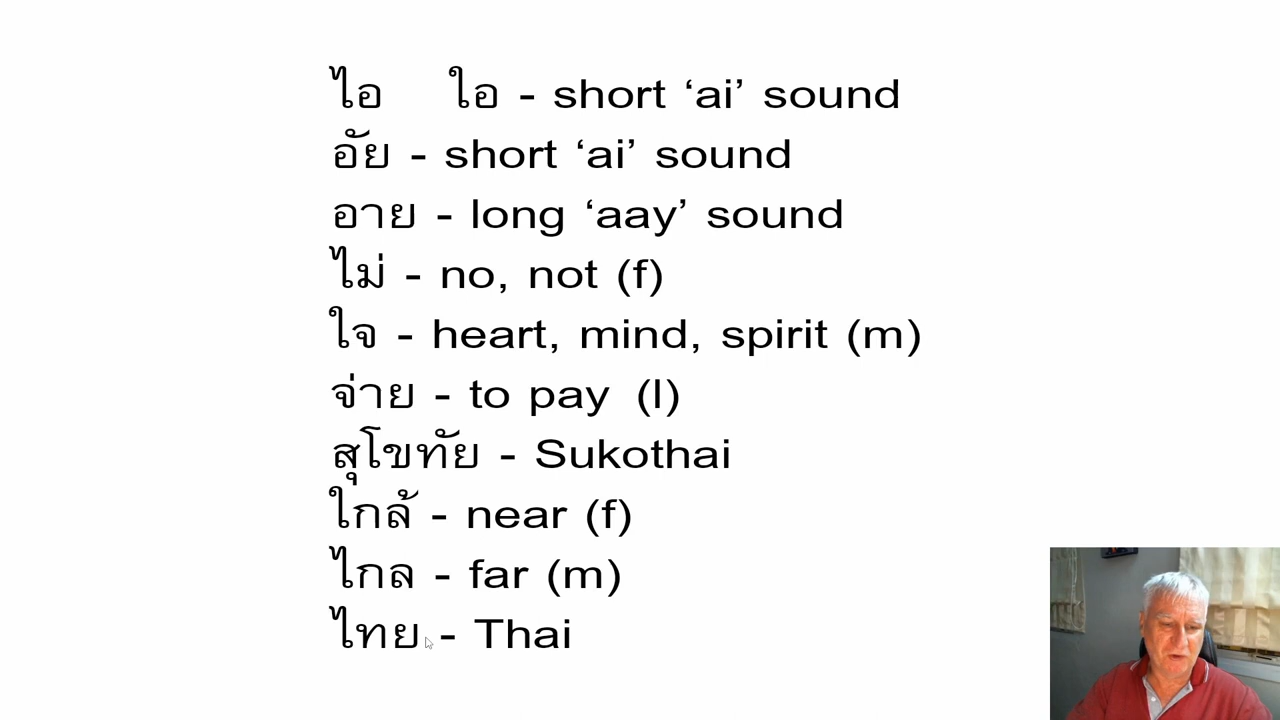 ไอ ใอ - short ‘ai’ sound
อัย - short ‘ai’ sound
อาย - long ‘aay’ sound
ไม่ - no, not (f)
ใจ - heart, mind, spirit (m)
จ่าย - to pay (l)
สุโขทัย - Sukothai
ใกล้ - near (f)
ไกล - far (m)
ไทย - Thai